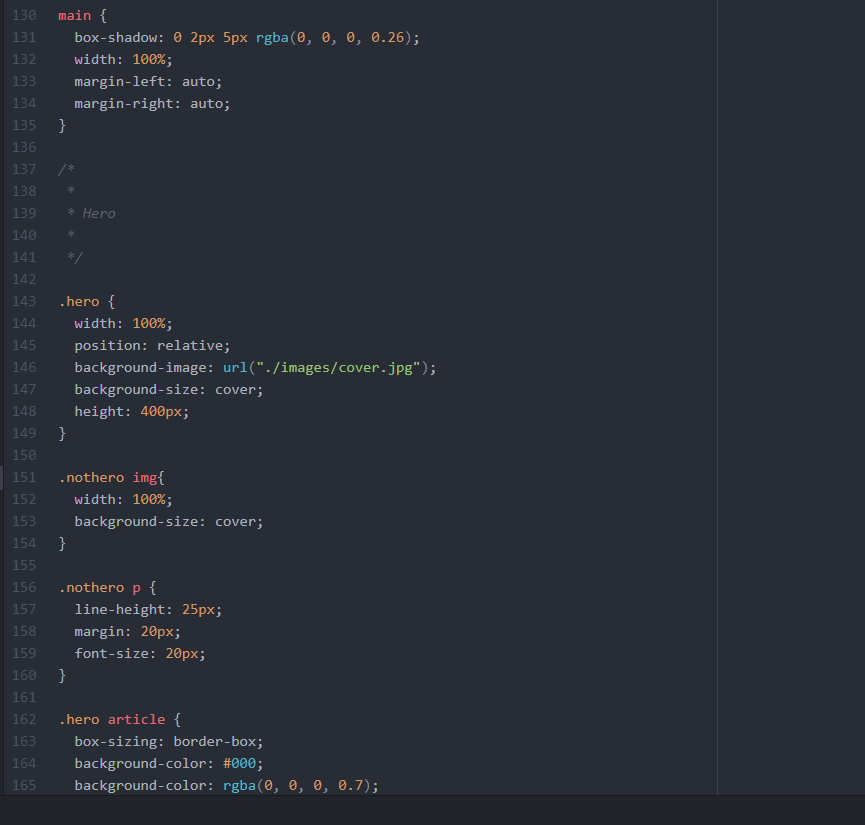 130 main {
131   box-shadow: 0 2px 5px rgba(0, 0, 0, 0.26);
132   width: 100%;
133   margin-left: auto;
134   margin-right: auto;
135 }
136
137 /*
138  *
139  * Hero
140  *
141  */
142
143 .hero {
144   width: 100%;
145   position: relative;
146   background-image: url("./images/cover.jpg");
147   background-size: cover;
148   height: 400px;
149 }
150
151 .nothero img{
152   width: 100%;
153   background-size: cover;
154 }
155
156 .nothero p {
157   line-height: 25px;
158   margin: 20px;
159   font-size: 20px;
160 }
161
162 .hero article {
163   box-sizing: border-box;
164   background-color: #000;
165   background-color: rgba(0, 0, 0, 0.7);